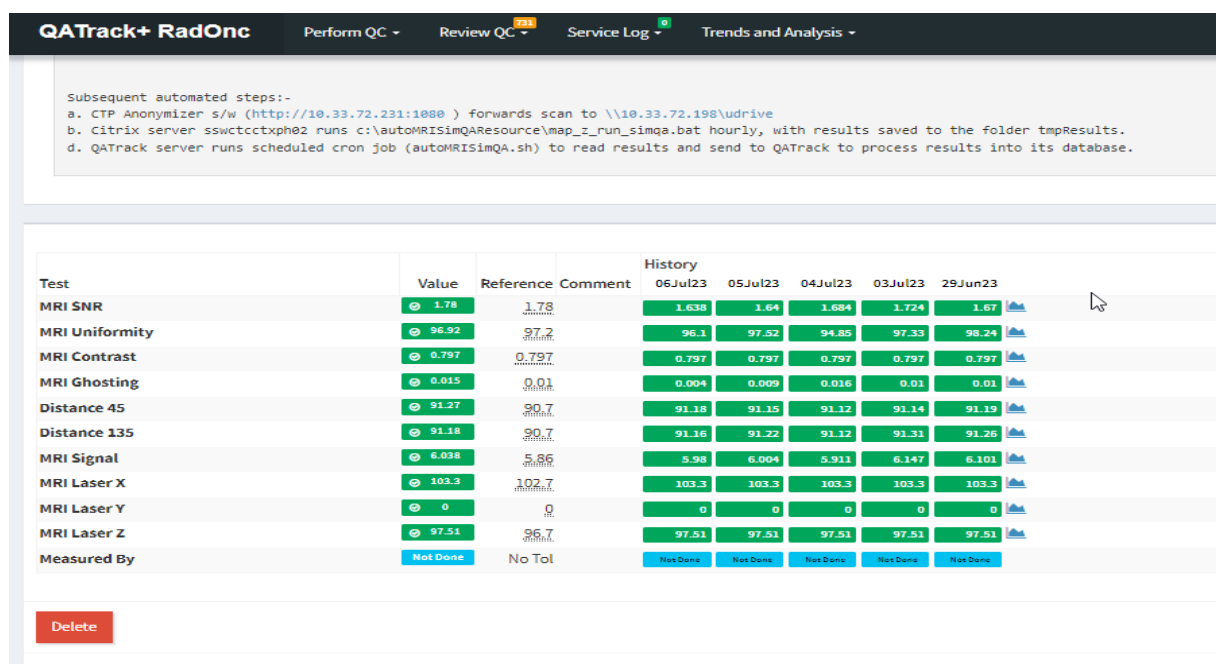 QATrack+ RadOnc Perform QC Review QC 731 Service Log 0 Trends and Analysis
Subsequent automated steps:-
a. CTP Anonymizer s/w (http://10.33.72.231:1080 ) forwards scan to \\10.33.72.198\udrive
b. Citrix server sswctcctxph02 runs c:\autoMRISimQAResource\map_z_run_simqa.bat hourly, with results saved to the folder tmpResults.
d. QATrack server runs scheduled cron job (autoMRISimQA.sh) to read results and send to QATrack to process results into its database.
History
Test Value Reference Comment 06Jul23 05Jul23 04Jul23 03Jul23 29Jun23
MRI SNR 1.78 1.78 1.638 1.64 1.684 1.724 1.67
MRI Uniformity 96.92 97.2 96.1 97.52 94.85 97.33 98.24
MRI Contrast 0.797 0.797 0.797 0.797 0.797 0.797 0.797
MRI Ghosting 0.015 0.01 0.004 0.009 0.016 0.01 0.01
Distance 45 91.27 90.7 91.18 91.15 91.12 91.14 91.19
Distance 135 91.18 90.7 91.16 91.22 91.12 91.31 91.26
MRI Signal 6.038 5.86 5.98 6.004 5.911 6.147 6.101
MRI Laser X 103.3 102.7 103.3 103.3 103.3 103.3 103.3
MRI Laser Y 0 0 0 0 0 0 0
MRI Laser Z 97.51 96.7 97.51 97.51 97.51 97.51 97.51
Measured By Not Done No Tol Not Done Not Done Not Done Not Done Not Done
Delete